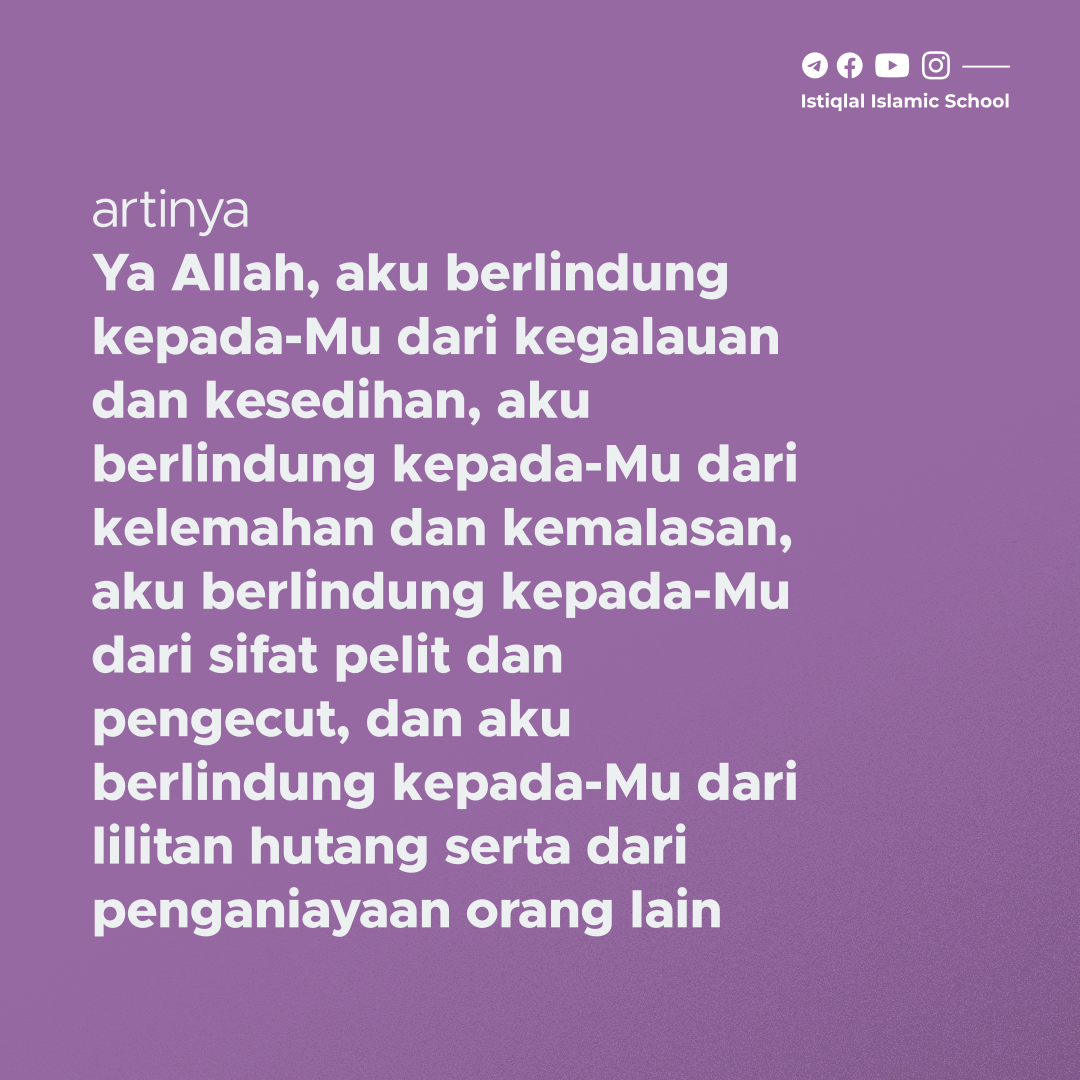 Istiqlal Islamic School
artinya
Ya Allah, aku berlindung
kepada-Mu dari kegalauan
dan kesedihan, aku
berlindung kepada-Mu dari
kelemahan dan kemalasan,
aku berlindung kepada-Mu
dari sifat pelit dan
pengecut, dan aku
berlindung kepada-Mu dari
lilitan hutang serta dari
penganiayaan orang lain